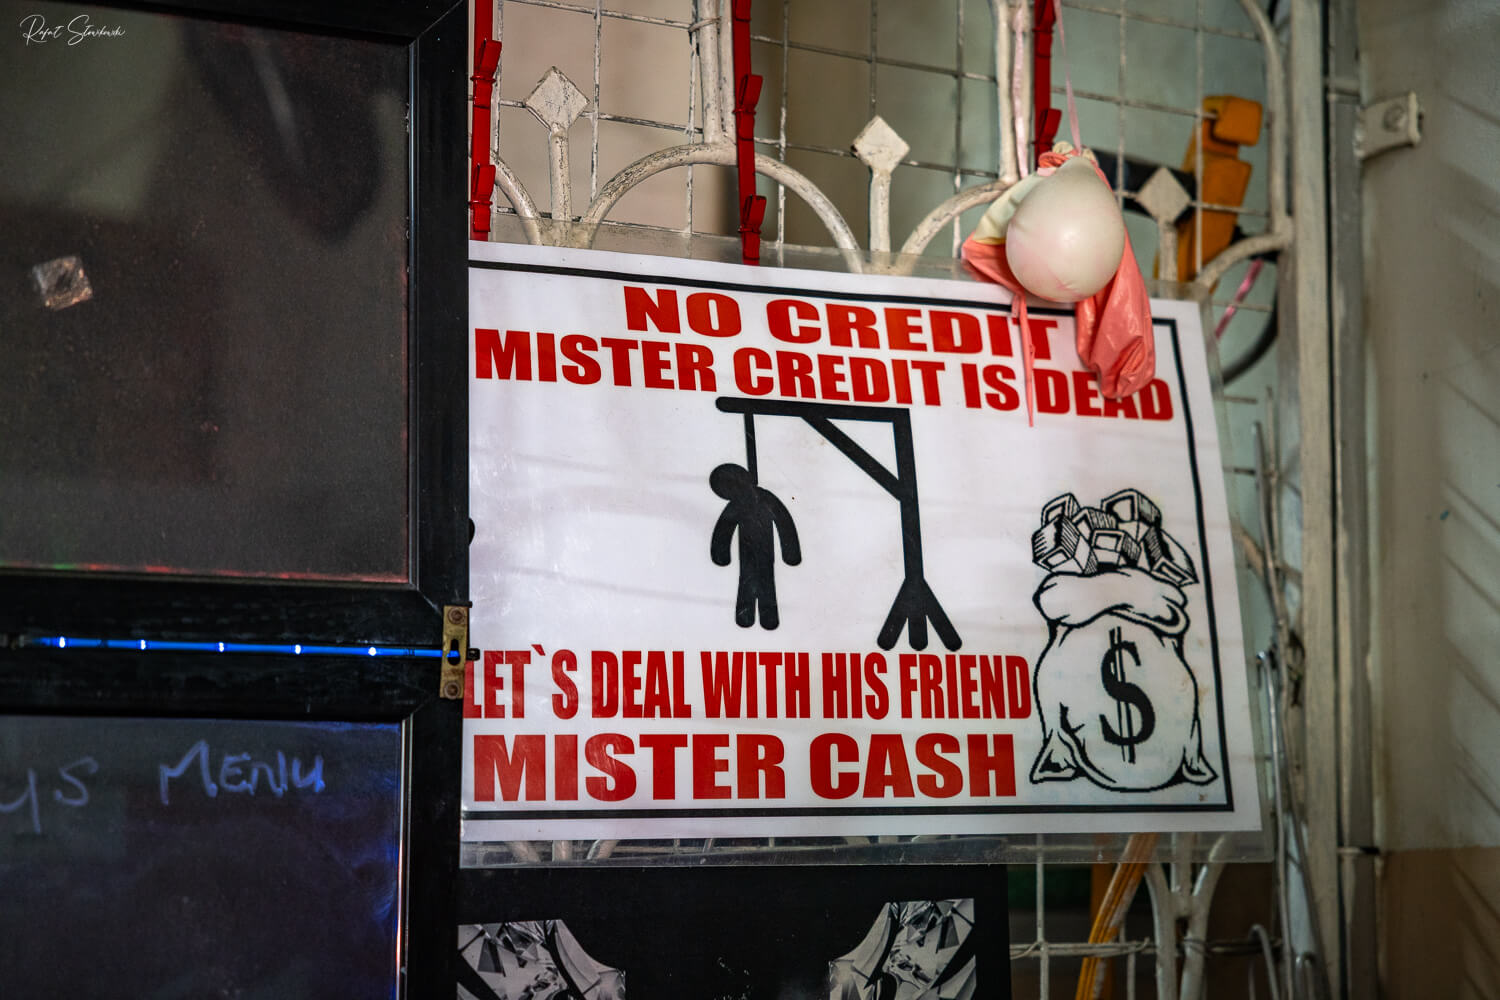 NO CREDIT
MISTER CREDIT IS DEAD
LET`S DEAL WITH HIS FRIEND
MISTER CASH
$
MENU